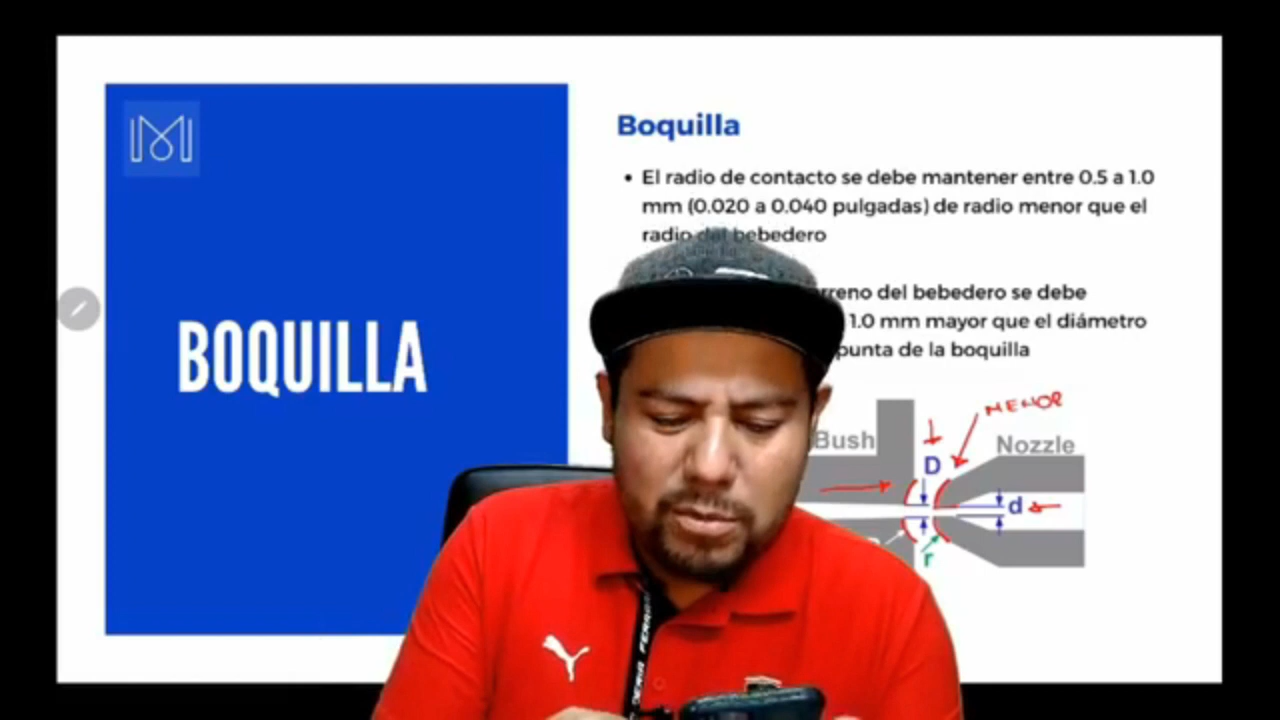 BOQUILLA
Boquilla
• El radio de contacto se debe mantener entre 0.5 a 1.0
mm (0.020 a 0.040 pulgadas) de radio menor que el
radio del bebedero
del bebedero se debe
1.0 mm mayor que el diámetro
punta de la boquilla
MENOR
Bush
Nozzle
D
d
r